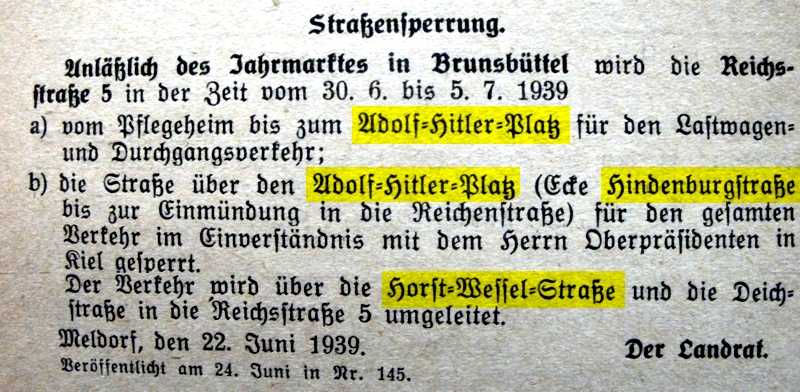 Straßensperrung.
Anläßlich des Jahrmarktes in Brunsbüttel wird die Reichs-
straße 5 in der Zeit vom 30. 6. bis 5. 7. 1939
a) vom Pflegeheim bis zum Adolf-Hitler-Platz für den Lastwagen-
und Durchgangsverkehr;
b) die Straße über den Adolf-Hitler-Platz (Ecke Hindenburgstraße
bis zur Einmündung in die Reichenstraße) für den gesamten
Verkehr im Einverständnis mit dem Herrn Oberpräsidenten in
Kiel gesperrt.
Der Verkehr wird über die Horst-Wessel-Straße und die Deich-
straße in die Reichsstraße 5 umgeleitet.
Meldorf, den 22. Juni 1939. Der Landrat.
Veröffentlicht am 24. Juni in Nr. 145.